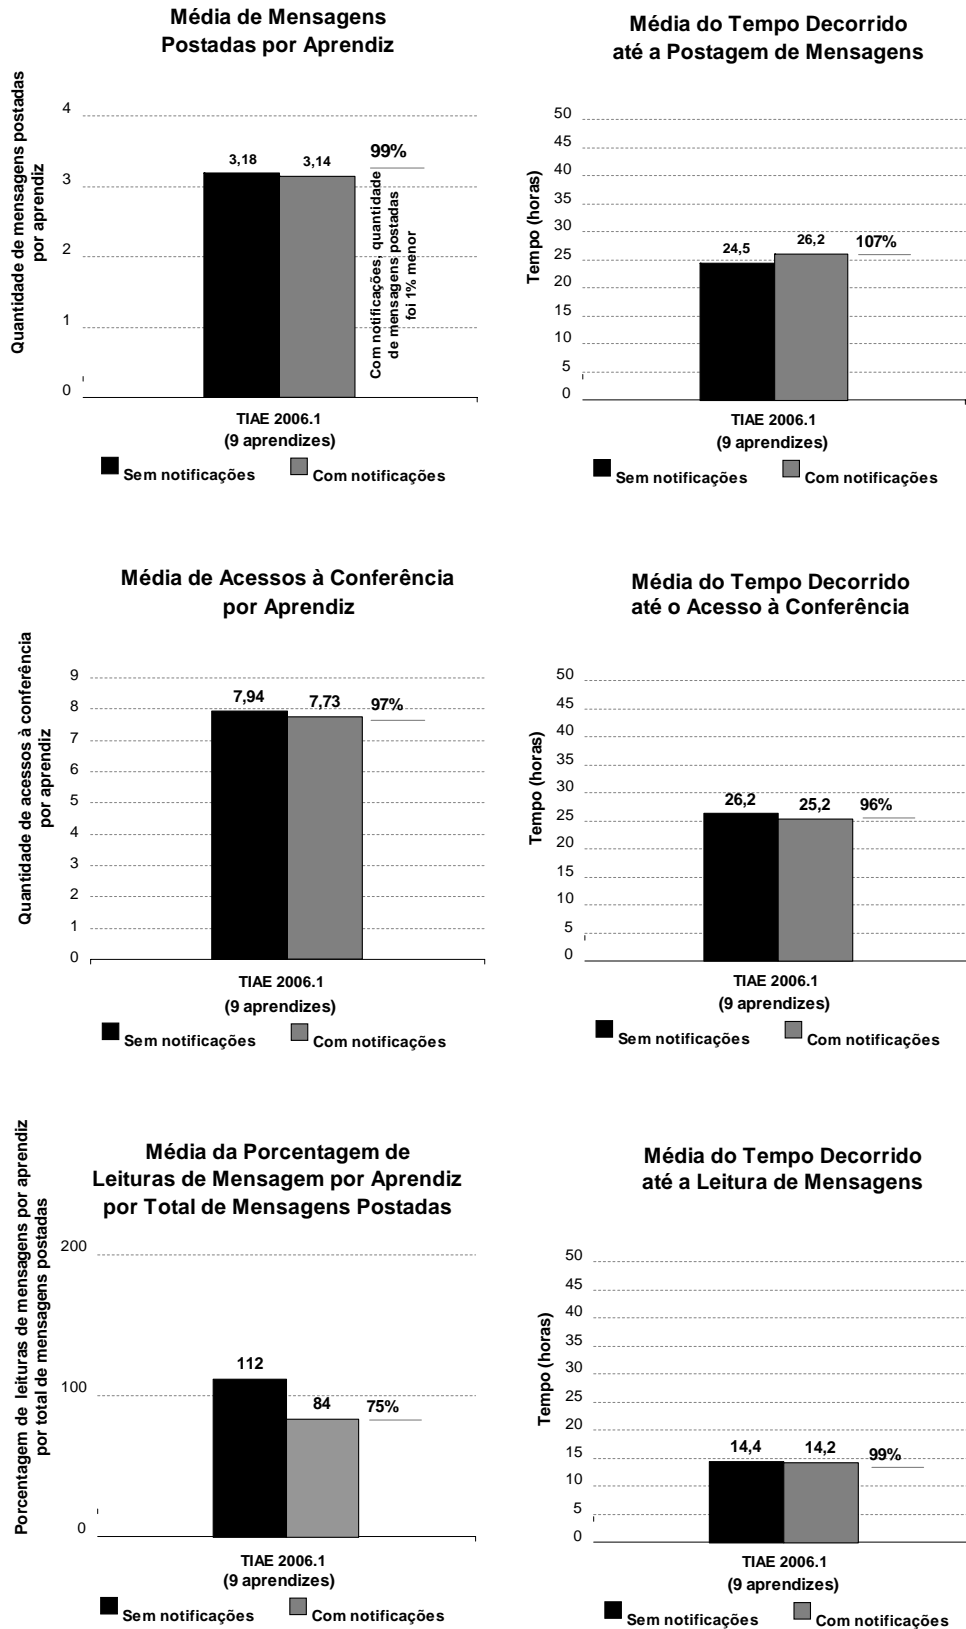 Média de Mensagens
Postadas por Aprendiz
Quantidade de mensagens postadas
por aprendiz
4
3
2
1
0
3,18
3,14
99%
Com notificações, quantidade
de mensagens postadas
foi 1% menor
TIAE 2006.1
(9 aprendizes)
Sem notificações
Com notificações
Média do Tempo Decorrido
até a Postagem de Mensagens
Tempo (horas)
50
45
40
35
30
25
20
15
10
5
0
24,5
26,2
107%
TIAE 2006.1
(9 aprendizes)
Sem notificações
Com notificações
Média de Acessos à Conferência
por Aprendiz
Quantidade de acessos à conferência
por aprendiz
9
8
7
6
5
4
3
2
1
0
7,94
7,73
97%
TIAE 2006.1
(9 aprendizes)
Sem notificações
Com notificações
Média do Tempo Decorrido
até o Acesso à Conferência
Tempo (horas)
50
45
40
35
30
25
20
15
10
5
0
26,2
25,2
96%
TIAE 2006.1
(9 aprendizes)
Sem notificações
Com notificações
Média da Porcentagem de
Leituras de Mensagem por Aprendiz
por Total de Mensagens Postadas
Porcentagem de leituras de mensagens por aprendiz
por total de mensagens postadas
200
100
0
112
84
75%
TIAE 2006.1
(9 aprendizes)
Sem notificações
Com notificações
Média do Tempo Decorrido
até a Leitura de Mensagens
Tempo (horas)
50
45
40
35
30
25
20
15
10
5
0
14,4
14,2
99%
TIAE 2006.1
(9 aprendizes)
Sem notificações
Com notificações